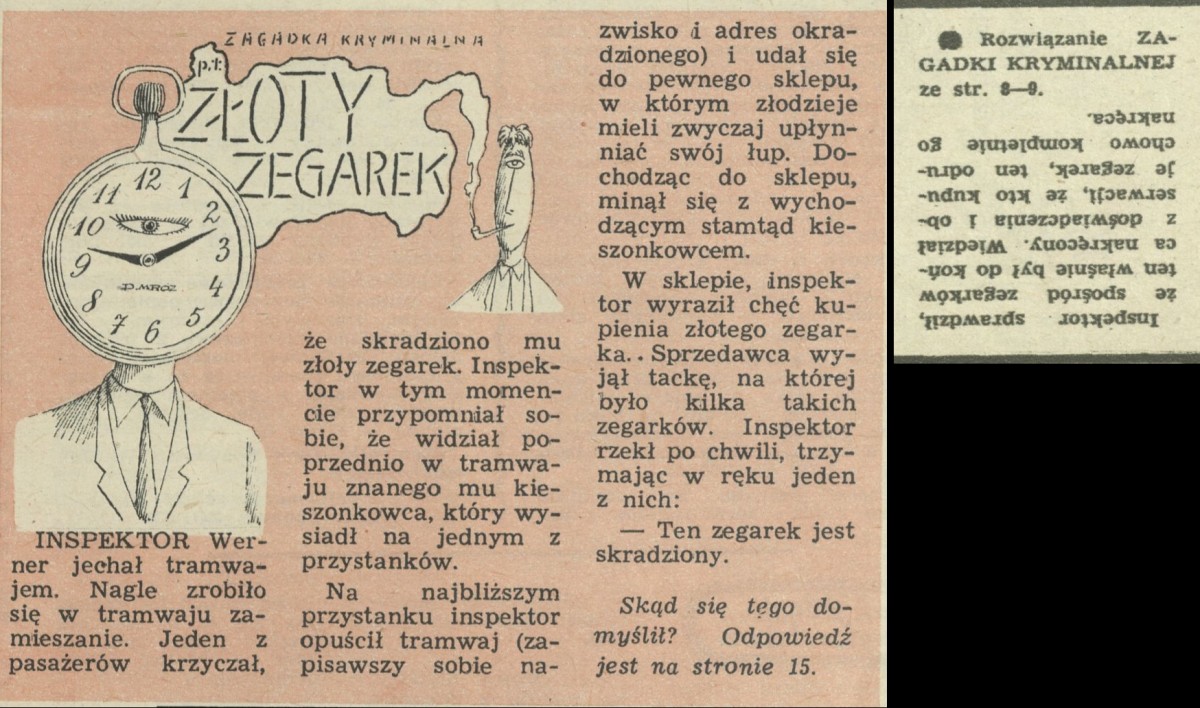 ZAGADKA KRYMINALNA
p.t.
ZŁOTY
ZEGAREK
12
1
2
3
4
5
6
7
8
9
10
11
D.MROZ
INSPEKTOR Wer-
ner jechał tramwa-
jem. Nagle zrobiło
się w tramwaju za-
mieszanie. Jeden z
pasażerów krzyczał,
że skradziono mu
złoły zegarek. Inspek-
tor w tym momen-
cie przypomniał so-
bie, że widział po-
przednio w tramwa-
ju znanego mu kie-
szonkowca, który wy-
siadł na jednym z
przystanków.
Na najbliższym
przystanku inspektor
opuścił tramwaj (za-
pisawszy sobie na-
zwisko i adres okra-
dzionego) i udał się
do pewnego sklepu,
w którym złodzieje
mieli zwyczaj upłyn-
niać swój łup. Do-
chodząc do sklepu,
minął się z wycho-
dzącym stamtąd kie-
szonkowcem.
W sklepie, inspek-
tor wyraził chęć ku-
pienia złotego zegar-
ka.. Sprzedawca wy-
jął tackę, na której
było kilka takich
zegarków. Inspektor
rzekł po chwili, trzy-
mając w ręku jeden
z nich:
— Ten zegarek jest
skradziony.
Skąd się tego do-
myślił? Odpowiedź
jest na stronie 15.
● Rozwiązanie ZA-
GADKI KRYMINALNEJ
ze str. 8—9.
Inspektor sprawdził,
że spośród zegarków
ten właśnie był do koń-
ca nakręcony. Wiedział
z doświadczenia i ob-
serwacji, że kto kupu-
je zegarek, ten odru-
chowo kompletnie go
nakręca.